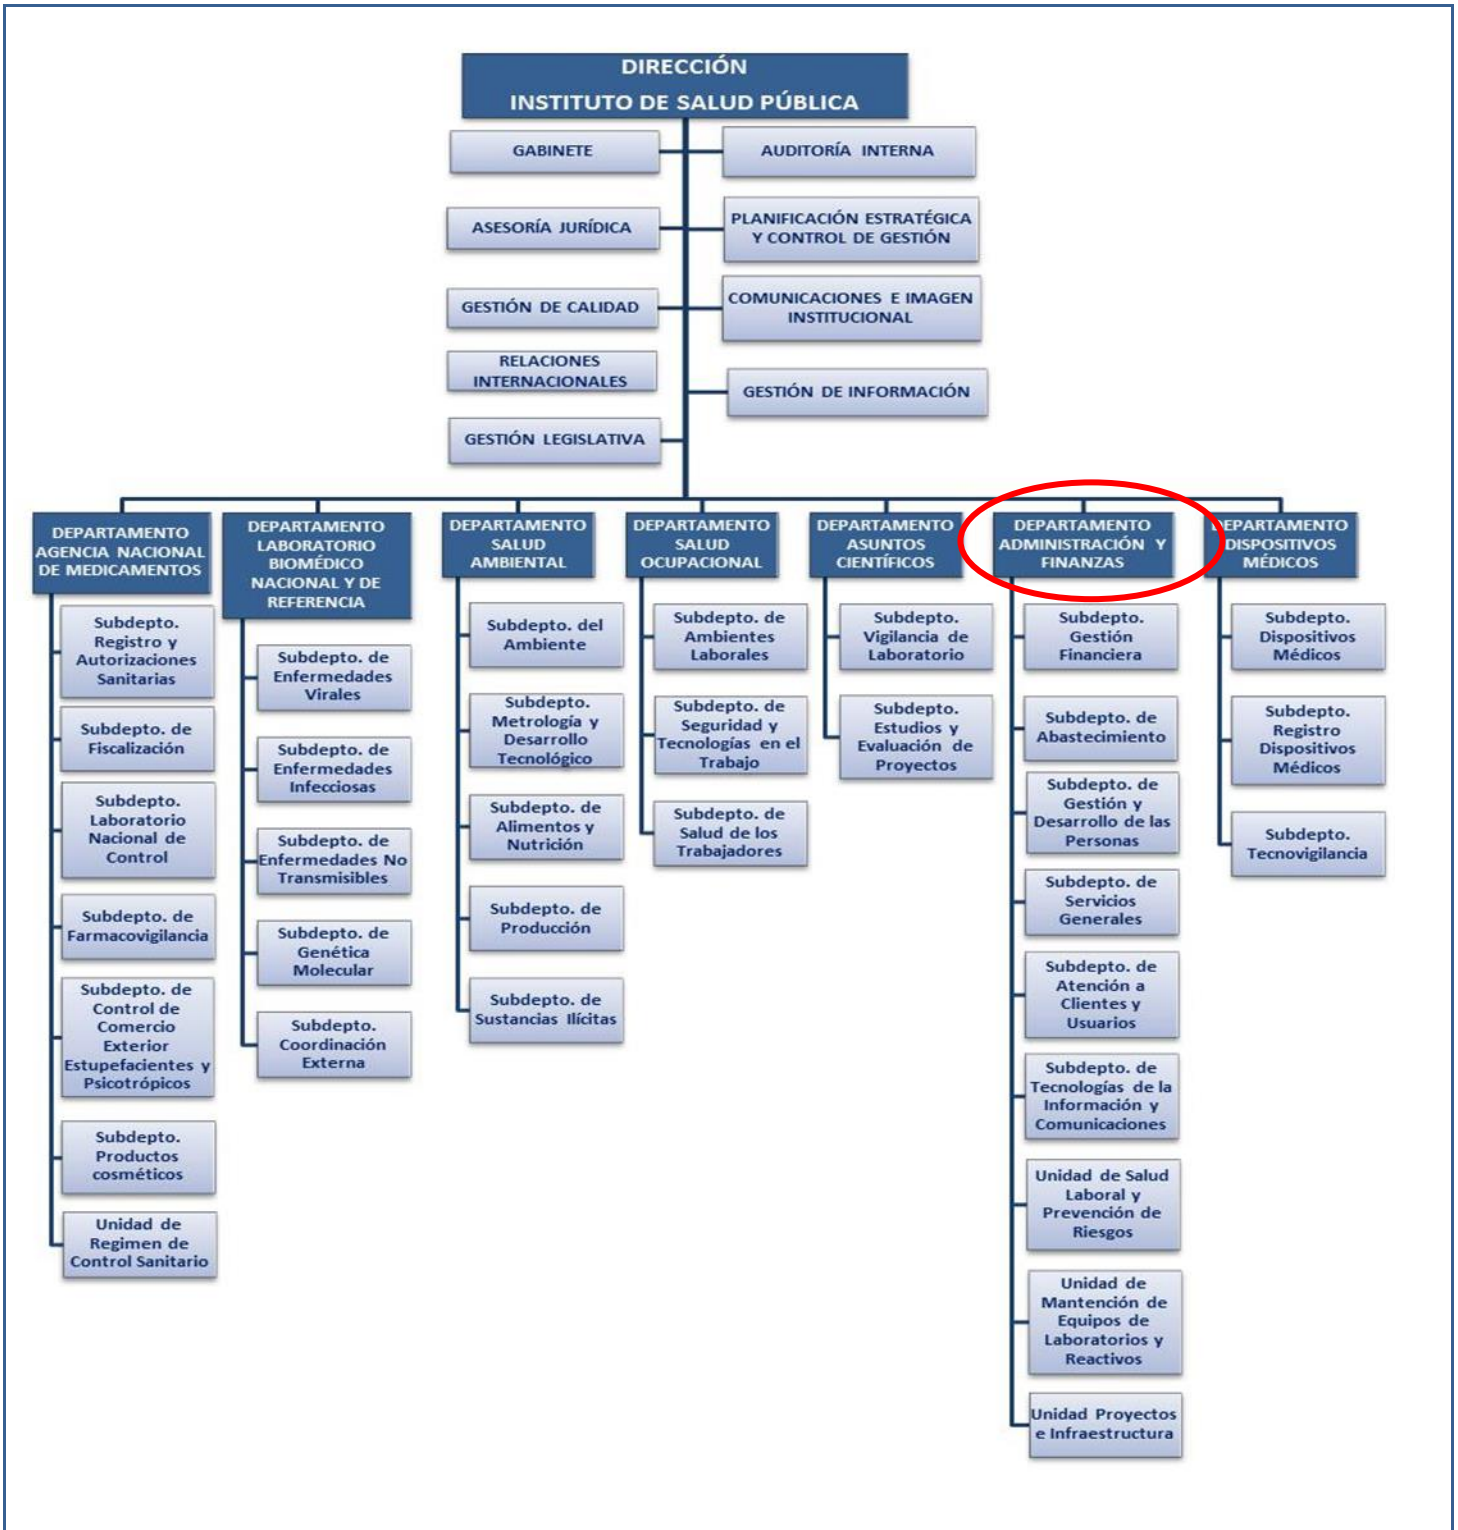 DIRECCIÓN
INSTITUTO DE SALUD PÚBLICA
GABINETE
AUDITORÍA INTERNA
ASESORÍA JURÍDICA
PLANIFICACIÓN ESTRATÉGICA
Y CONTROL DE GESTIÓN
GESTIÓN DE CALIDAD
COMUNICACIONES E IMAGEN
INSTITUCIONAL
RELACIONES
INTERNACIONALES
GESTIÓN DE INFORMACIÓN
GESTIÓN LEGISLATIVA
DEPARTAMENTO
AGENCIA NACIONAL
DE MEDICAMENTOS
Subdepto.
Registro y
Autorizaciones
Sanitarias
Subdepto. de
Fiscalización
Subdepto.
Laboratorio
Nacional de
Control
Subdepto. de
Farmacovigilancia
Subdepto. de
Control de
Comercio
Exterior
Estupefacientes y
Psicotrópicos
Subdepto.
Productos
cosméticos
Unidad de
Regimen de
Control Sanitario
DEPARTAMENTO
LABORATORIO
BIOMÉDICO
NACIONAL Y DE
REFERENCIA
Subdepto. de
Enfermedades
Virales
Subdepto. de
Enfermedades
Infecciosas
Subdepto. de
Enfermedades No
Transmisibles
Subdepto. de
Genética
Molecular
Subdepto.
Coordinación
Externa
DEPARTAMENTO
SALUD
AMBIENTAL
Subdepto. del
Ambiente
Subdepto.
Metrología y
Desarrollo
Tecnológico
Subdepto. de
Alimentos y
Nutrición
Subdepto. de
Producción
Subdepto. de
Sustancias Ilícitas
DEPARTAMENTO
SALUD
OCUPACIONAL
Subdepto. de
Ambientes
Laborales
Subdepto. de
Seguridad y
Tecnologías en el
Trabajo
Subdepto. de
Salud de los
Trabajadores
DEPARTAMENTO
ASUNTOS
CIENTÍFICOS
Subdepto.
Vigilancia de
Laboratorio
Subdepto.
Estudios y
Evaluación de
Proyectos
DEPARTAMENTO
ADMINISTRACIÓN Y
FINANZAS
Subdepto.
Gestión
Financiera
Subdepto. de
Abastecimiento
Subdepto. de
Gestión y
Desarrollo de las
Personas
Subdepto. de
Servicios
Generales
Subdepto. de
Atención a
Clientes y
Usuarios
Subdepto. de
Tecnologías de la
Información y
Comunicaciones
Unidad de Salud
Laboral y
Prevención de
Riesgos
Unidad de
Mantención de
Equipos de
Laboratorios y
Reactivos
Unidad Proyectos
e Infraestructura
DEPARTAMENTO
DISPOSITIVOS
MÉDICOS
Subdepto.
Dispositivos
Médicos
Subdepto.
Registro
Dispositivos
Médicos
Subdepto.
Tecnovigilancia